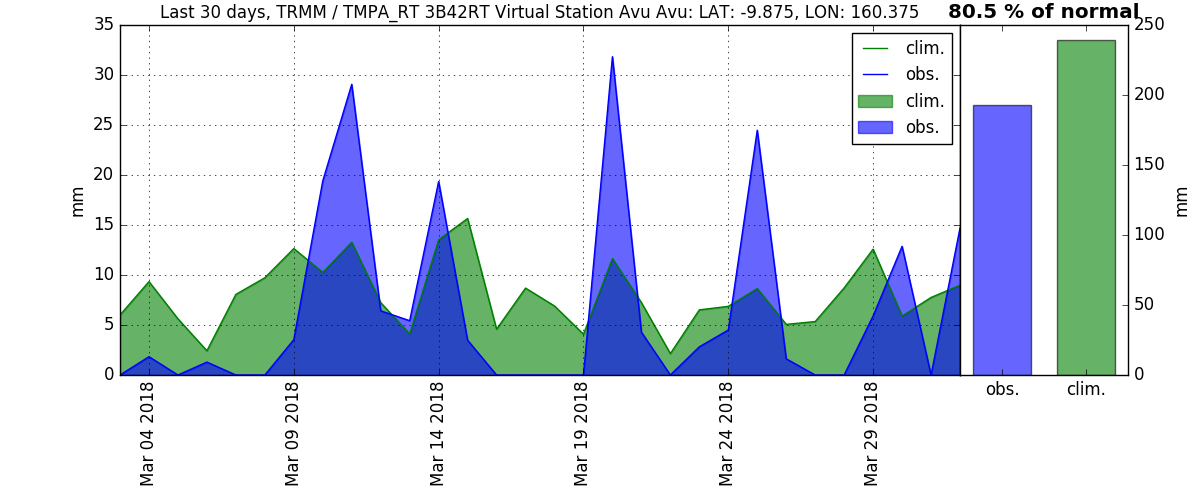 Last 30 days, TRMM / TMPA_RT 3B42RT Virtual Station Avu Avu: LAT: -9.875, LON: 160.375
80.5 % of normal
35
30
25
20
15
10
5
0
mm
clim.
obs.
clim.
obs.
Mar 04 2018
Mar 09 2018
Mar 14 2018
Mar 19 2018
Mar 24 2018
Mar 29 2018
250
200
150
100
50
0
mm
obs.
clim.